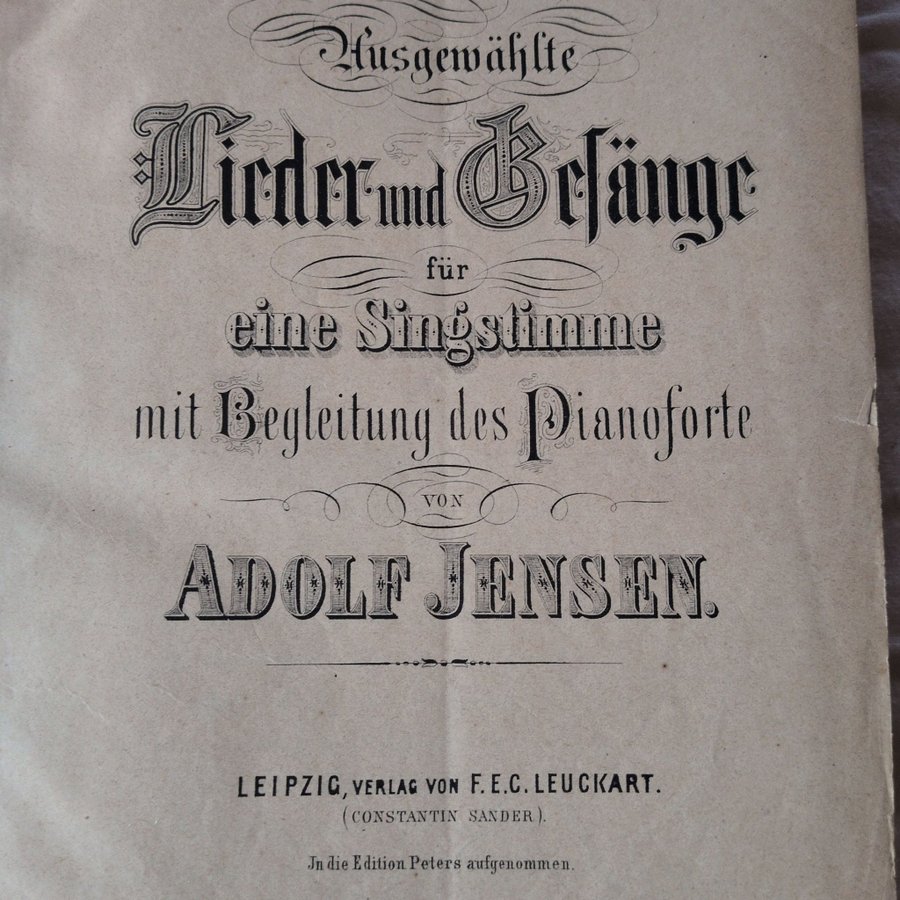 Ausgewählte
Lieder und Gesänge
für
eine Singstimme
mit Begleitung des Pianoforte
VON
ADOLF JENSEN.
LEIPZIG, VERLAG VON F.E.C. LEUCKART.
(CONSTANTIN SANDER).
In die Edition Peters aufgenommen.